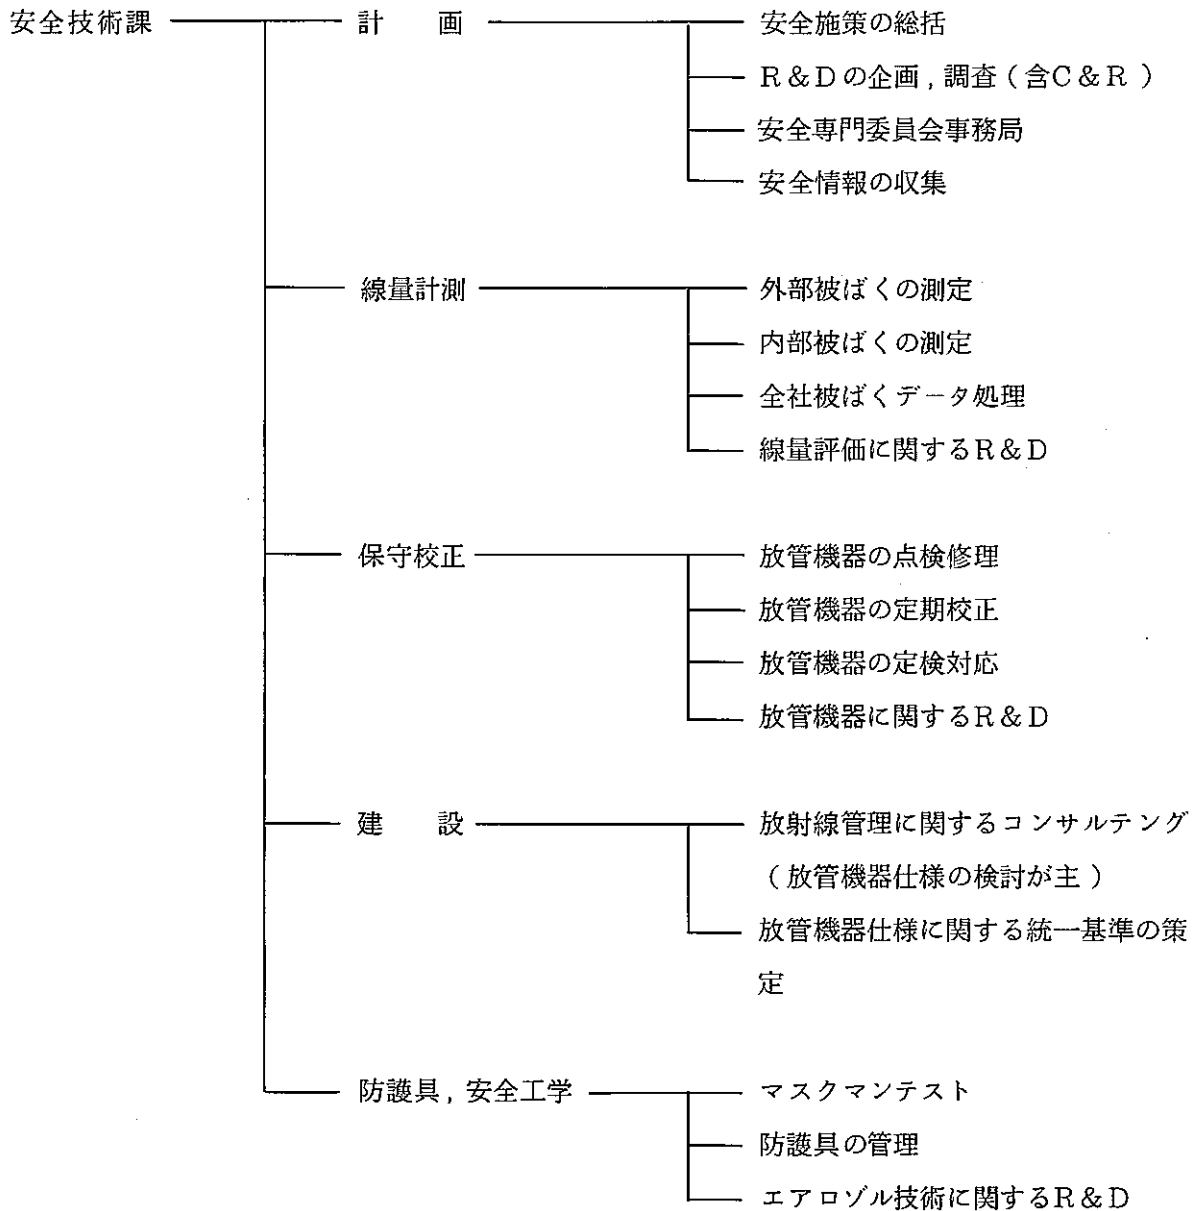 安全技術課 計 画 安全施策の総括
R&Dの企画,調査(含C&R)
安全専門委員会事務局
安全情報の収集
線量計測 外部被ばくの測定
内部被ばくの測定
全社被ばくデータ処理
線量評価に関するR&D
保守校正 放管機器の点検修理
放管機器の定期校正
放管機器の定検対応
放管機器に関するR&D
建 設 放射線管理に関するコンサルテング
(放管機器仕様の検討が主)
放管機器仕様に関する統一基準の策
定
防護具,安全工学 マスクマンテスト
防護具の管理
エアロゾル技術に関するR&D